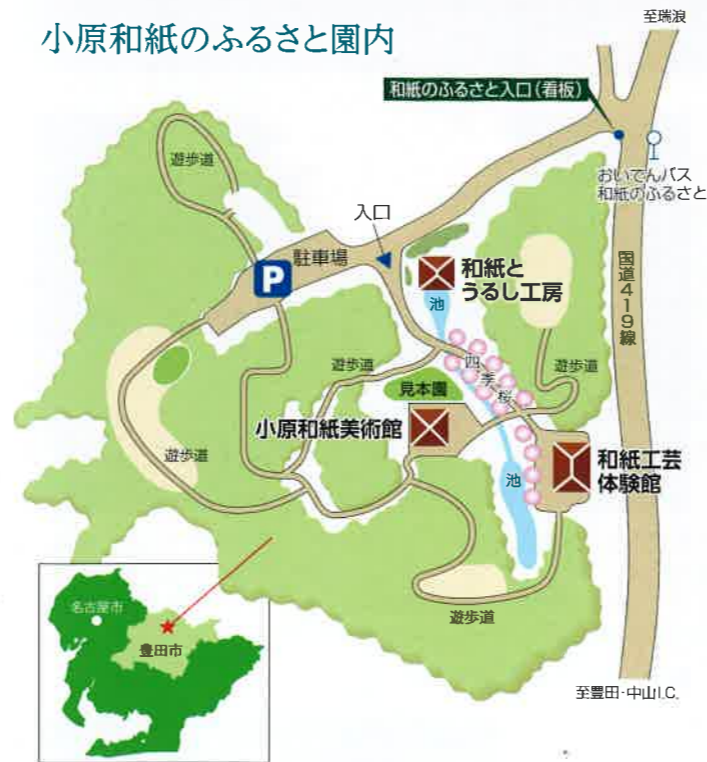 小原和紙のふるさと園内
至瑞浪
和紙のふるさと入口(看板)
おいでんバス
和紙のふるさと
遊歩道
入口
駐車場
P
和紙と
うるし工房
池
国道419線
四季桜
遊歩道
遊歩道
見本園
小原和紙美術館
和紙工芸
体験館
遊歩道
池
遊歩道
名古屋市
豊田市
至豊田・中山I.C.